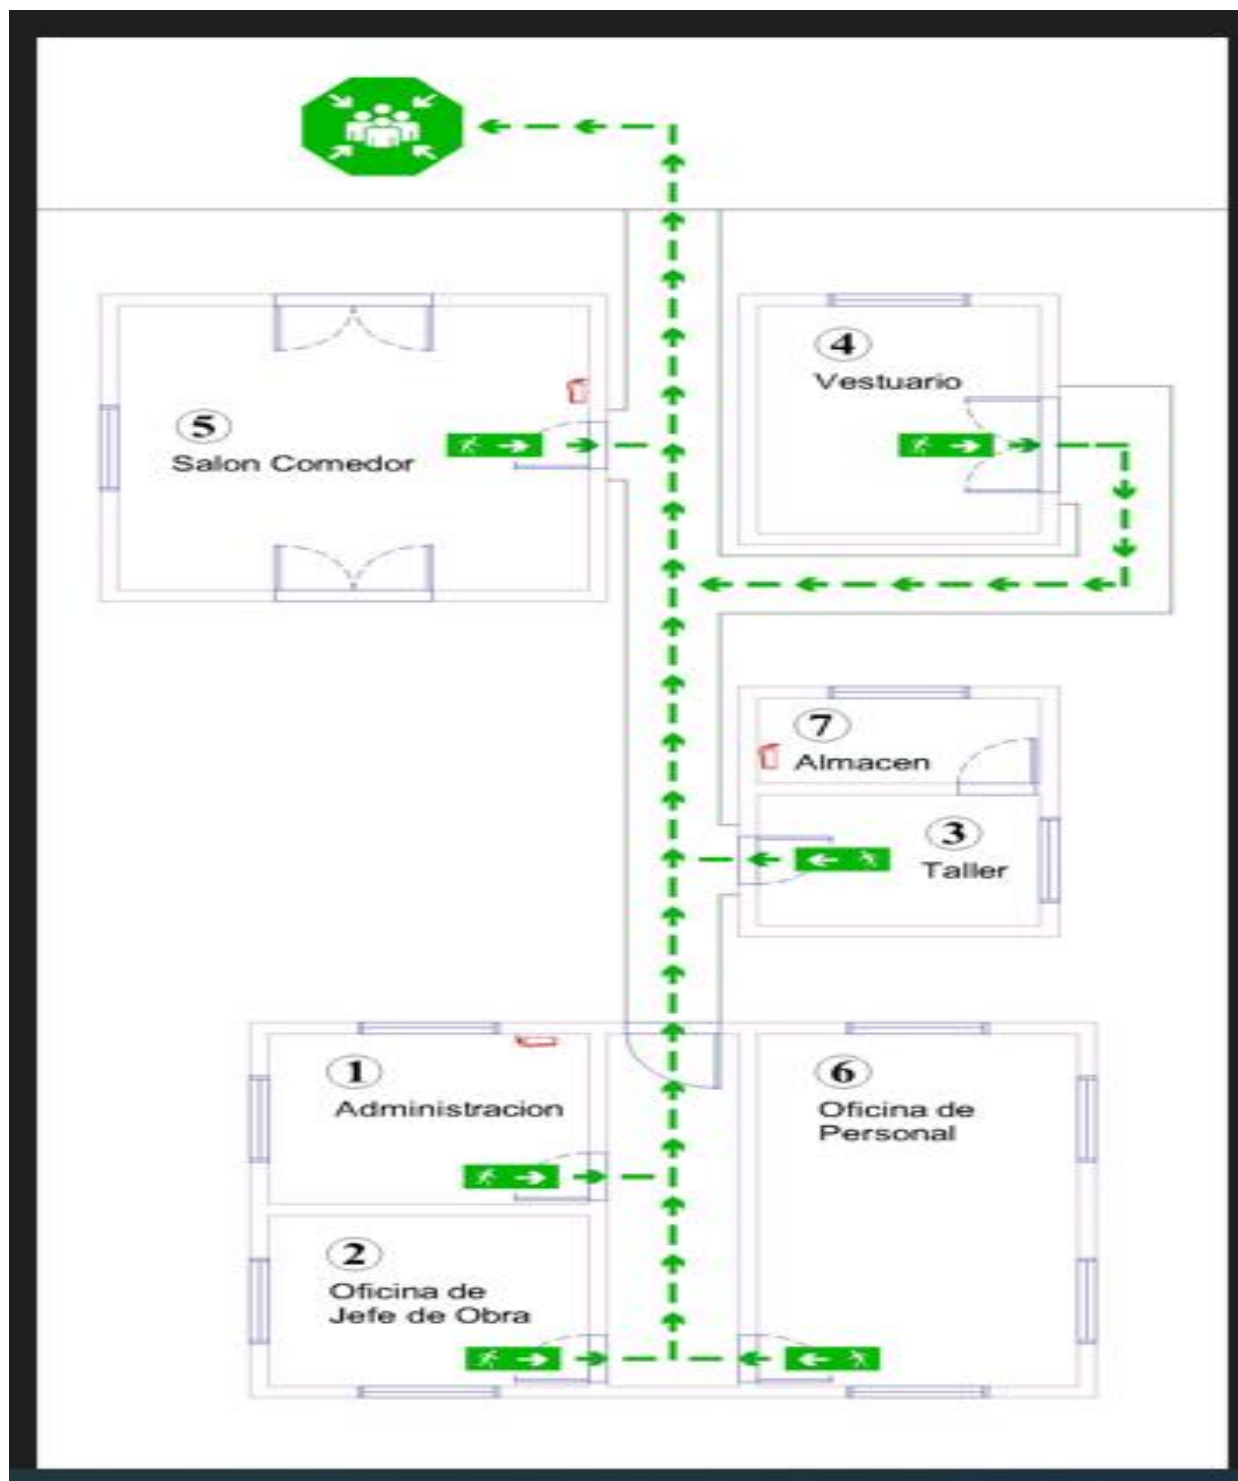 4
Vestuario
5
Salon Comedor
7
Almacen
3
Taller
1
Administracion
6
Oficina de
Personal
2
Oficina de
Jefe de Obra